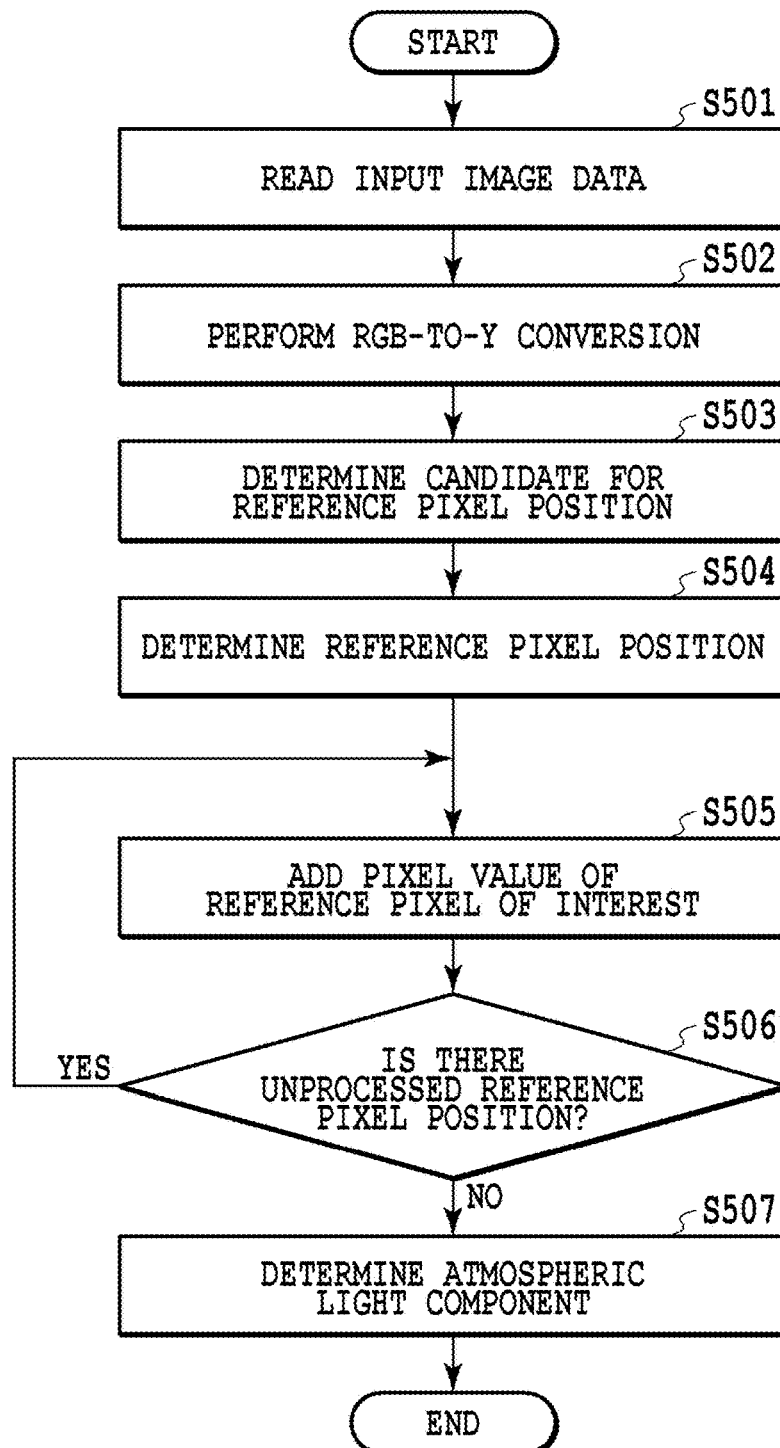 START
S501
READ INPUT IMAGE DATA
S502
PERFORM RGB-TO-Y CONVERSION
S503
DETERMINE CANDIDATE FOR
REFERENCE PIXEL POSITION
S504
DETERMINE REFERENCE PIXEL POSITION
S505
ADD PIXEL VALUE OF
REFERENCE PIXEL OF INTEREST
S506
YES
IS THERE
UNPROCESSED REFERENCE
PIXEL POSITION?
NO
S507
DETERMINE ATMOSPHERIC
LIGHT COMPONENT
END